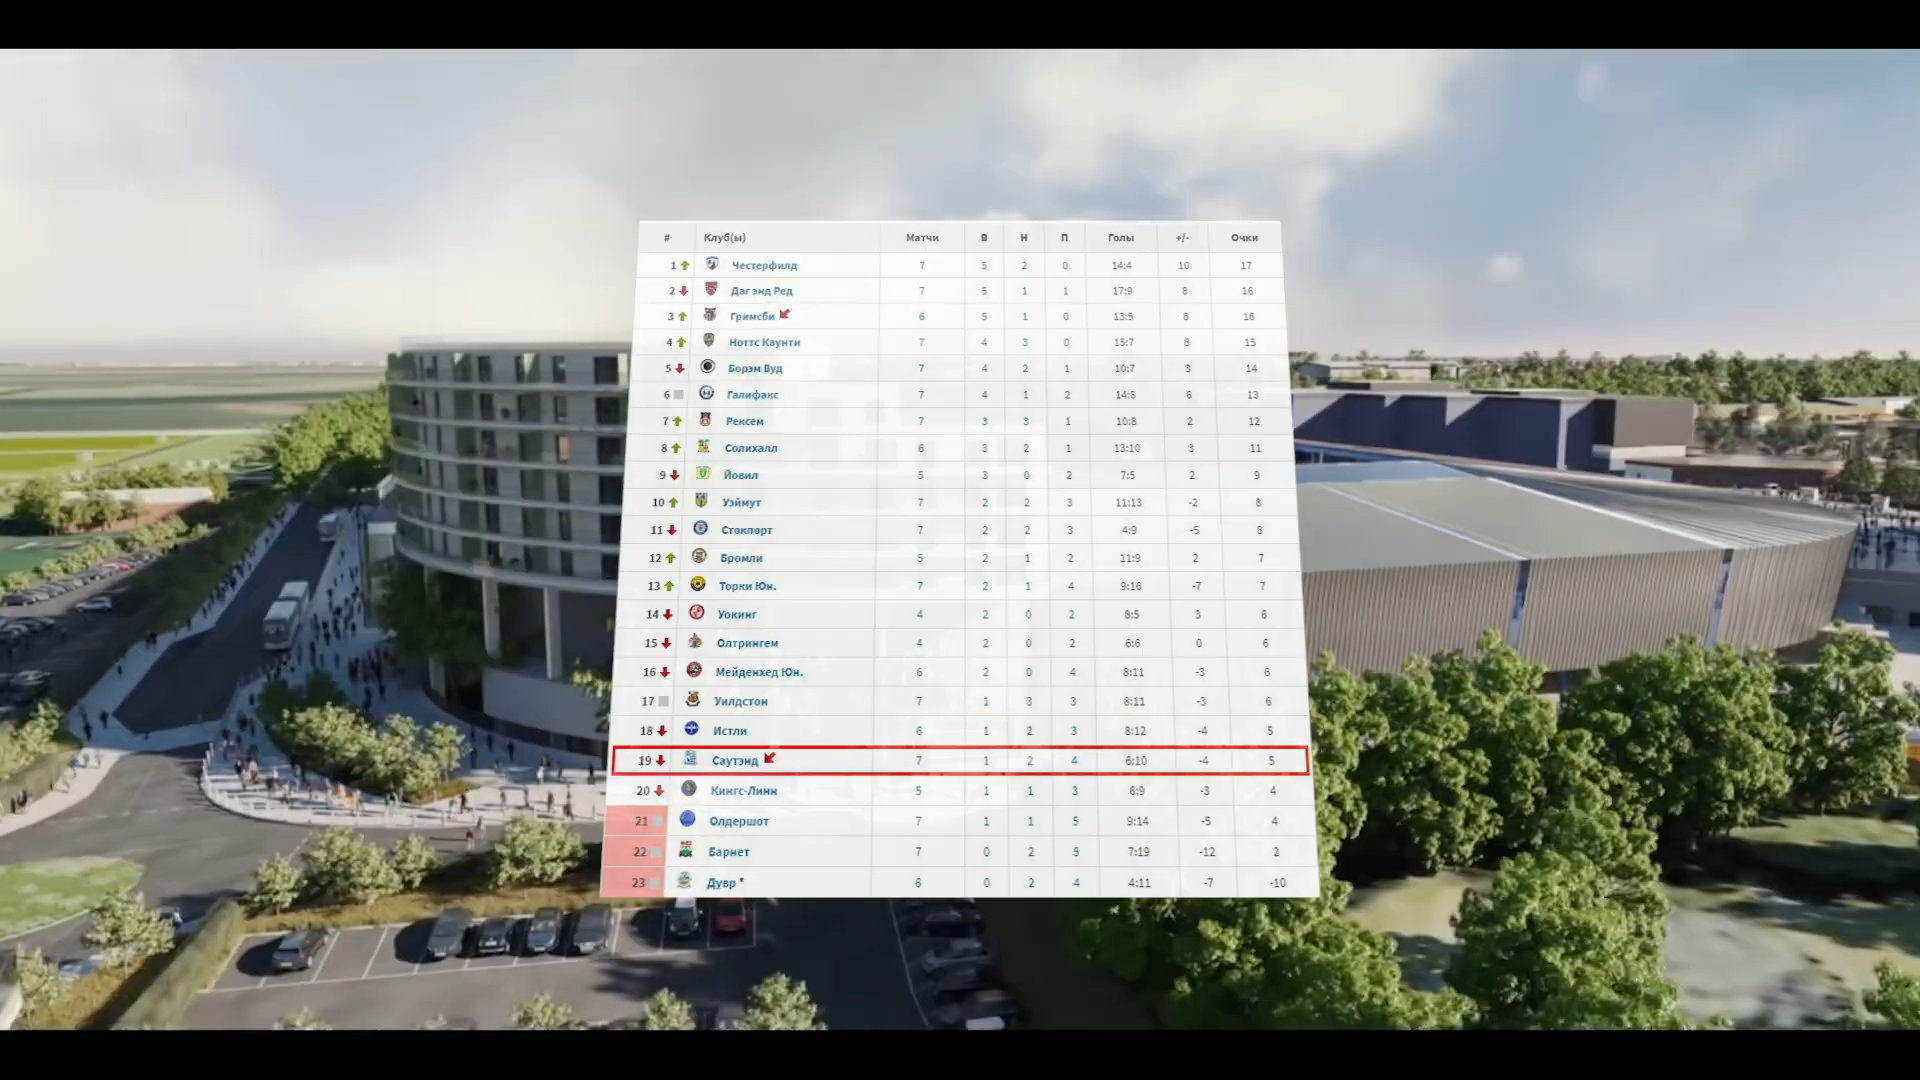 # Клуб(ы) Матчи В Н П Голы +/- Очки
1 Честерфилд 7 5 2 0 14:4 10 17
2 Даг энд Ред 7 5 1 1 17:9 8 16
3 Гримсби 6 5 1 0 13:5 8 16
4 Ноттс Каунти 7 4 3 0 15:7 8 15
5 Борэм Вуд 7 4 2 1 10:7 3 14
6 Галифакс 7 4 1 2 14:8 6 13
7 Рексем 7 3 3 1 10:8 2 12
8 Солихалл 6 3 2 1 13:10 3 11
9 Йовил 5 3 0 2 7:5 2 9
10 Уэймут 7 2 2 3 11:13 -2 8
11 Стокпорт 7 2 2 3 4:9 -5 8
12 Бромли 5 2 1 2 11:9 2 7
13 Торки Юн. 7 2 1 4 9:16 -7 7
14 Уокинг 4 2 0 2 8:5 3 6
15 Олтрингем 4 2 0 2 6:6 0 6
16 Мейденхед Юн. 6 2 0 4 8:11 -3 6
17 Уилдстон 7 1 3 3 8:11 -3 6
18 Истли 6 1 2 3 8:12 -4 5
19 Саутэнд 7 1 2 4 6:10 -4 5
20 Кингс-Линн 5 1 1 3 6:9 -3 4
21 Олдершот 7 1 1 5 9:14 -5 4
22 Барнет 7 0 2 5 7:19 -12 2
23 Дувр * 6 0 2 4 4:11 -7 -10